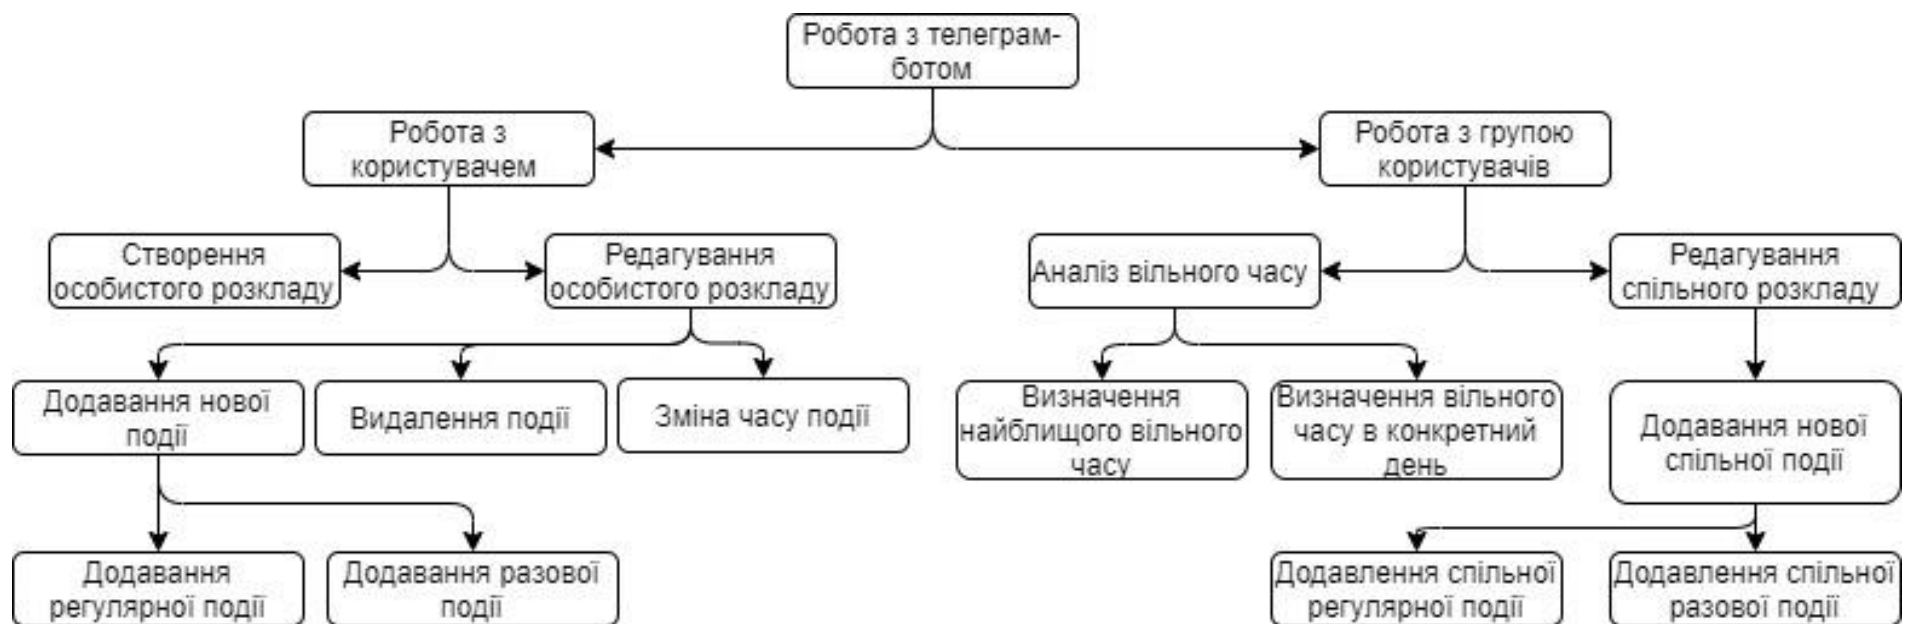 Робота з телеграм-
ботом
Робота з
користувачем
Робота з групою
користувачів
Створення
особистого розкладу
Редагування
особистого розкладу
Аналіз вільного часу
Редагування
спільного розкладу
Додавання нової
події
Видалення події
Зміна часу події
Визначення
найблищого вільного
часу
Визначення вільного
часу в конкретний
день
Додавання нової
спільної події
Додавання
регулярної події
Додавання разової
події
Додавлення спільної
регулярної події
Додавлення спільної
разової події